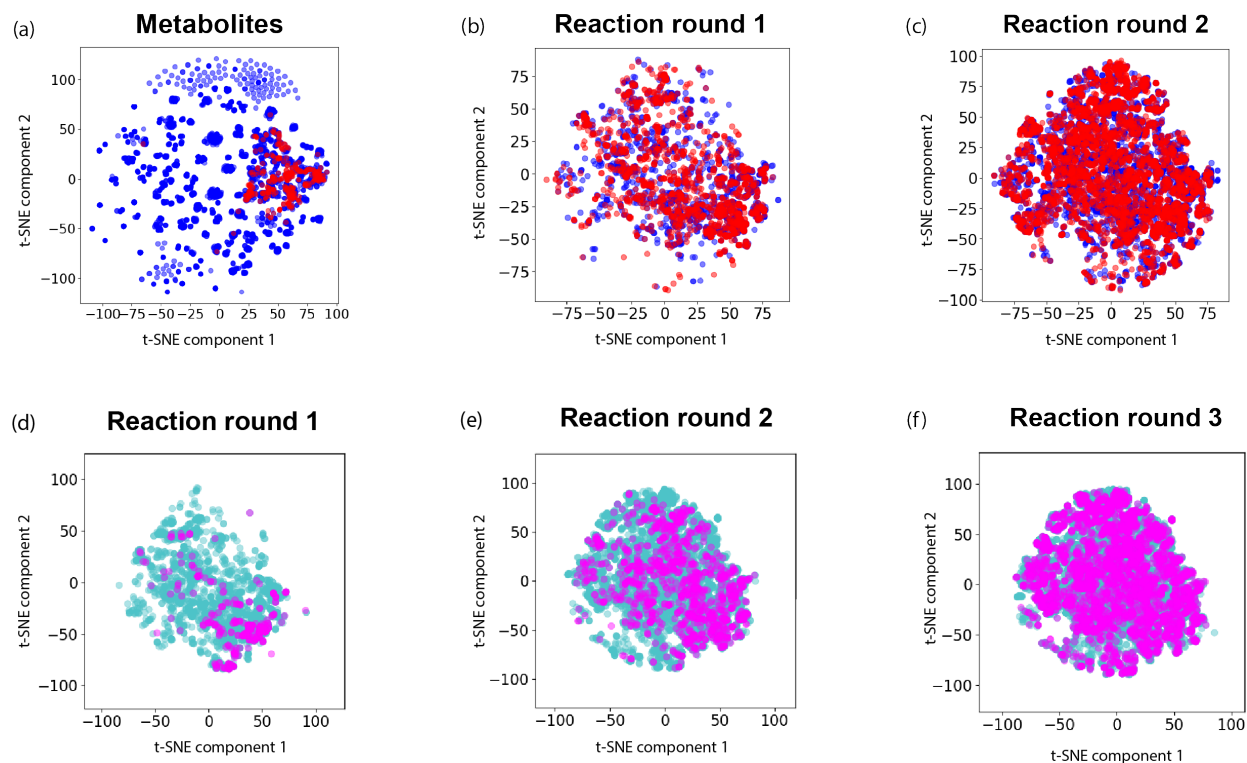 (a) Metabolites
100
50
0
−50
−100
t-SNE component 2
−100 −75 −50 −25 0 25 50 75 100
t-SNE component 1
(b) Reaction round 1
75
50
25
0
−25
−50
−75
t-SNE component 2
−75 −50 −25 0 25 50 75
t-SNE component 1
(c) Reaction round 2
100
75
50
25
0
−25
−50
−75
−100
t-SNE component 2
−75 −50 −25 0 25 50 75
t-SNE component 1
(d) Reaction round 1
100
50
0
−50
−100
t-SNE component 2
−100 −50 0 50 100
t-SNE component 1
(e) Reaction round 2
100
50
0
−50
−100
t-SNE component 2
−100 −50 0 50 100
t-SNE component 1
(f) Reaction round 3
100
50
0
−50
−100
t-SNE component 2
−100 −50 0 50 100
t-SNE component 1